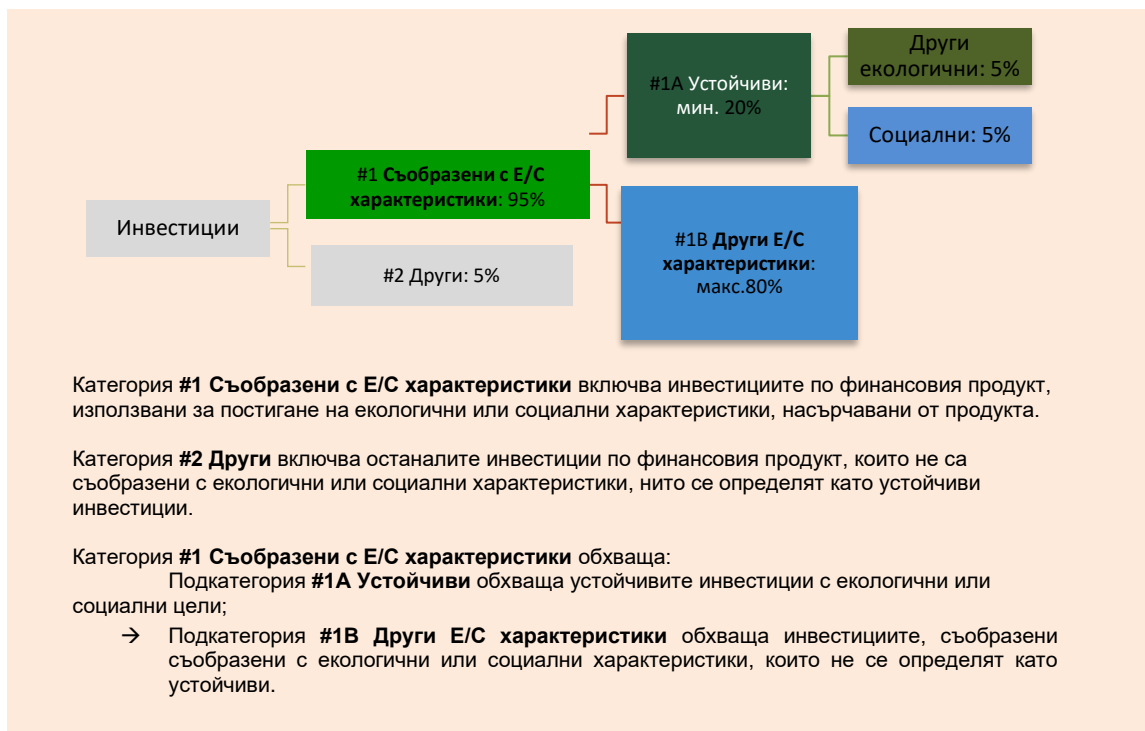 Други
екологични: 5%
#1A Устойчиви:
мин. 20%
Социални: 5%
#1 Съобразени с Е/С
характеристики: 95%
Инвестиции
#1B Други Е/С
характеристики:
макс.80%
#2 Други: 5%
Категория #1 Съобразени с Е/С характеристики включва инвестициите по финансовия продукт,
използвани за постигане на екологични или социални характеристики, насърчавани от продукта.
Категория #2 Други включва останалите инвестиции по финансовия продукт, които не са
съобразени с екологични или социални характеристики, нито се определят като устойчиви
инвестиции.
Категория #1 Съобразени с Е/С характеристики обхваща:
Подкатегория #1A Устойчиви обхваща устойчивите инвестиции с екологични или
социални цели;
→ Подкатегория #1B Други Е/С характеристики обхваща инвестициите, съобразени
съобразени с екологични или социални характеристики, които не се определят като
устойчиви.